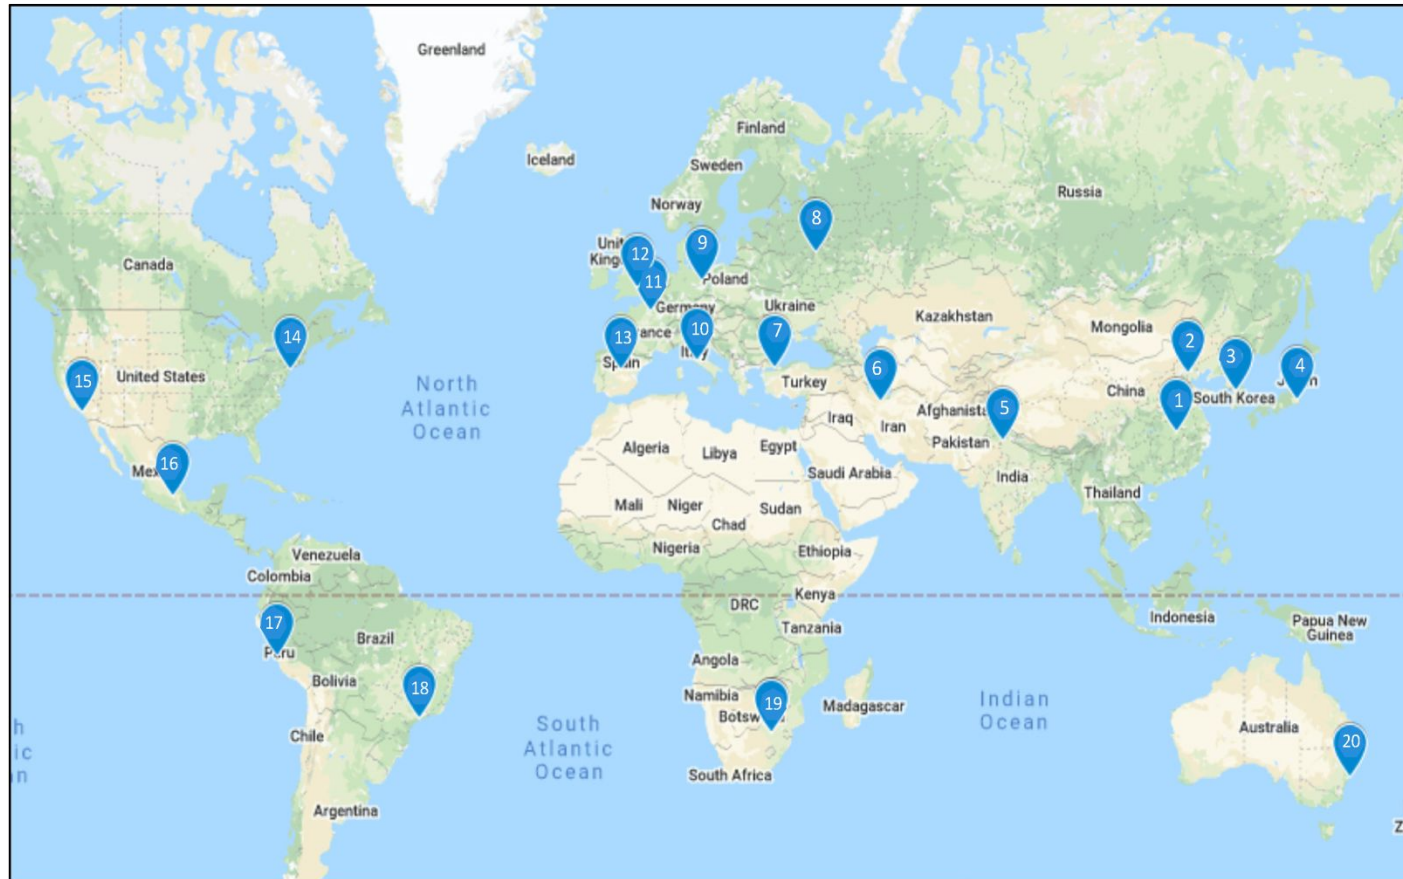 Greenland
Iceland
Finland
Sweden
Norway
Russia
8
9
12
Canada
11
Poland
Germany
Ukraine
Kazakhstan
Mongolia
14
13
10
7
2
3
4
15
United States
Spain
Turkey
6
China
South Korea
1
North
Atlantic
Ocean
Iraq
Iran
5
Pakistan
Algeria
Libya
Egypt
Saudi Arabia
India
16
Thailand
Mali
Niger
Chad
Sudan
Nigeria
Ethiopia
Venezuela
Colombia
DRC
Kenya
Indonesia
Papua New
Guinea
17
Peru
Brazil
Tanzania
Bolivia
18
Angola
Namibia
19
Madagascar
Indian
Ocean
Chile
South
Atlantic
Ocean
Australia
20
South Africa
Argentina